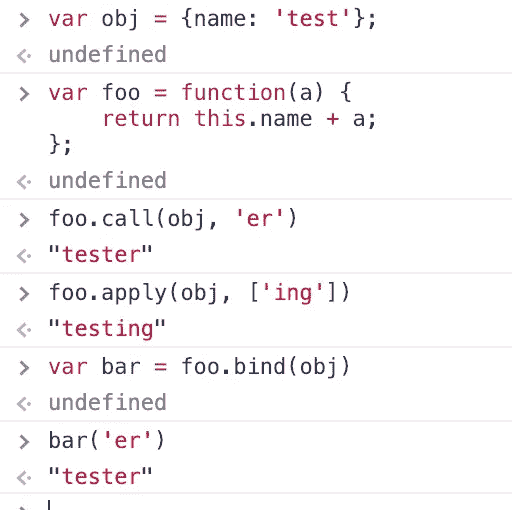 > var obj = {name: 'test'};
< undefined
> var foo = function(a) {
    return this.name + a;
};
< undefined
> foo.call(obj, 'er')
< "tester"
> foo.apply(obj, ['ing'])
< "testing"
> var bar = foo.bind(obj)
< undefined
> bar('er')
< "tester"